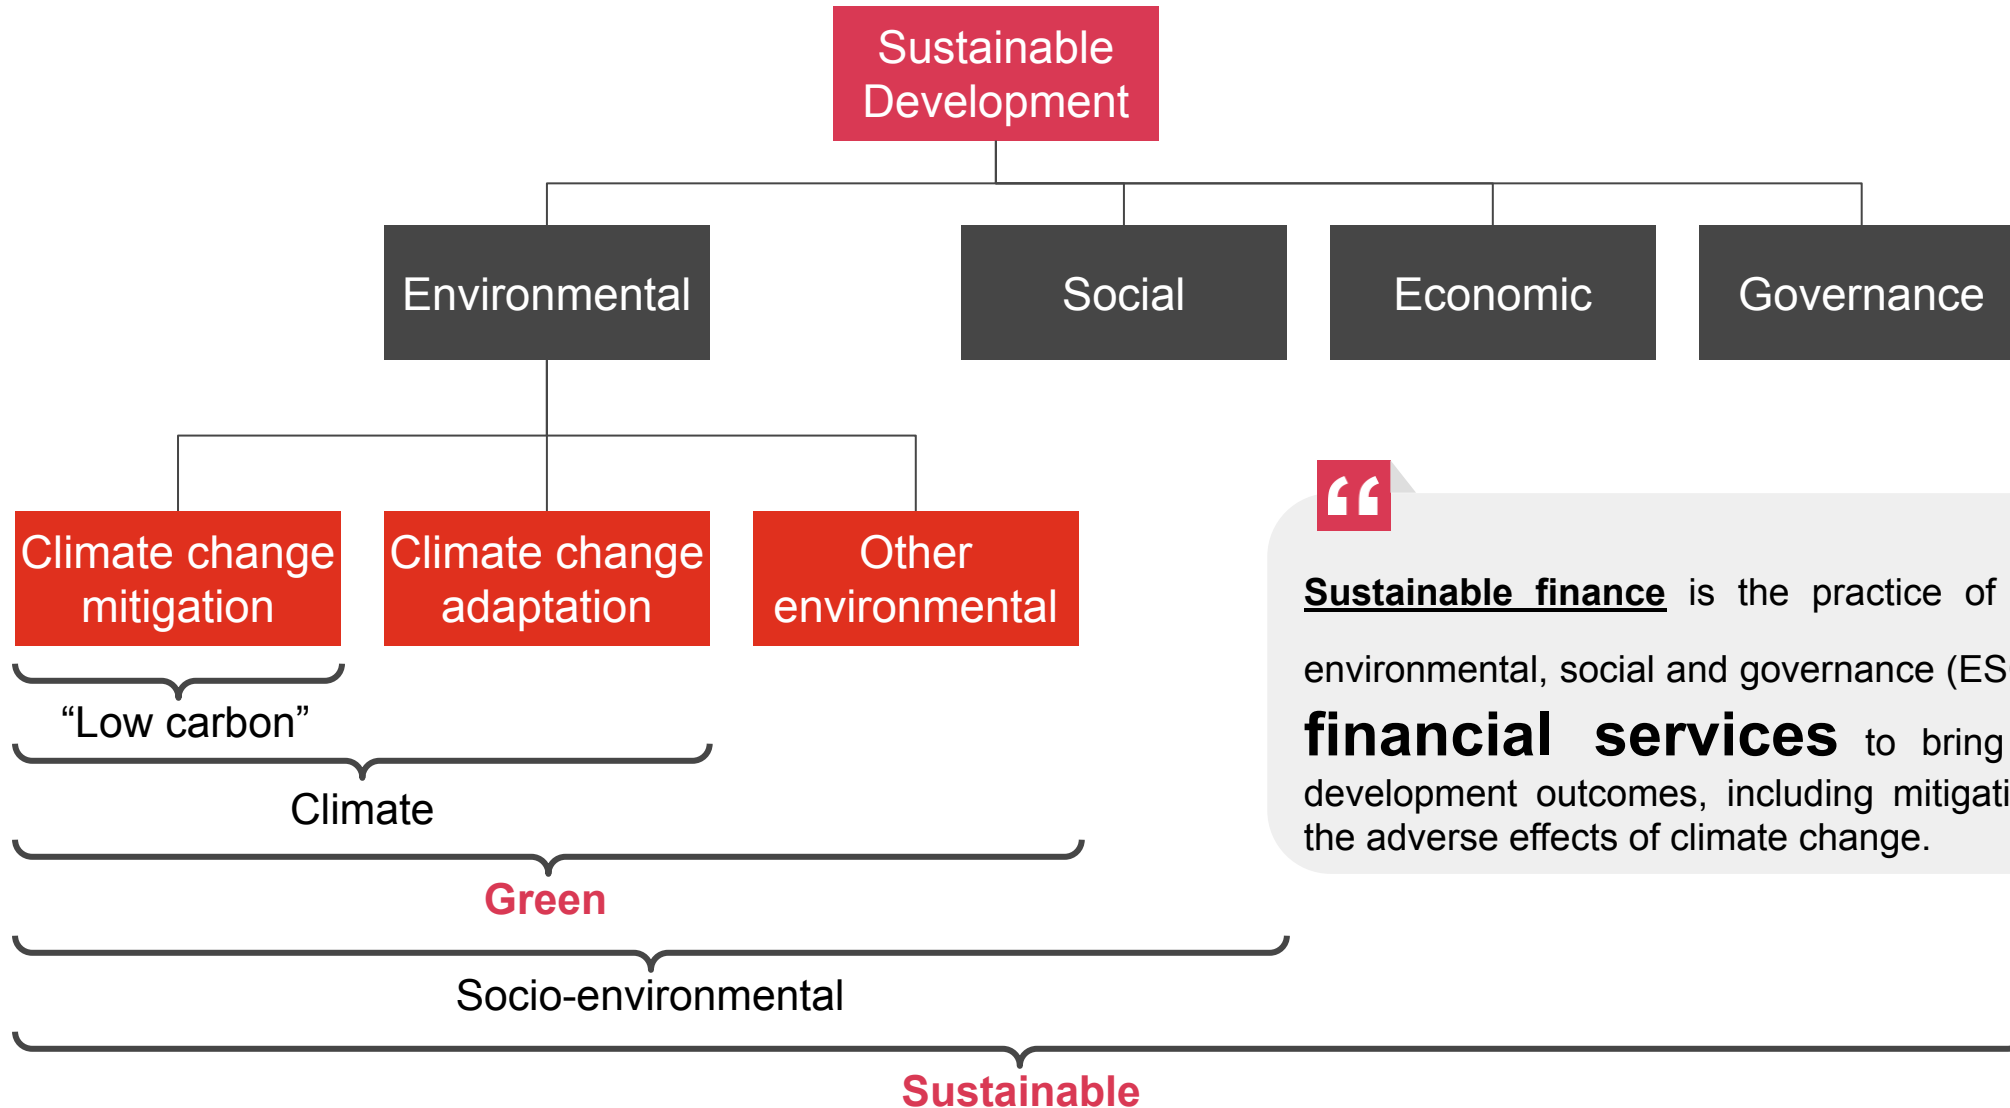 Sustainable
Development
Environmental
Social
Economic
Governance
Climate change
mitigation
Climate change
adaptation
Other
environmental
“Low carbon”
Climate
Green
Socio-environmental
Sustainable
“
Sustainable finance is the practice of
environmental, social and governance
financial services to bring
development outcomes, including
the adverse effects of climate change.